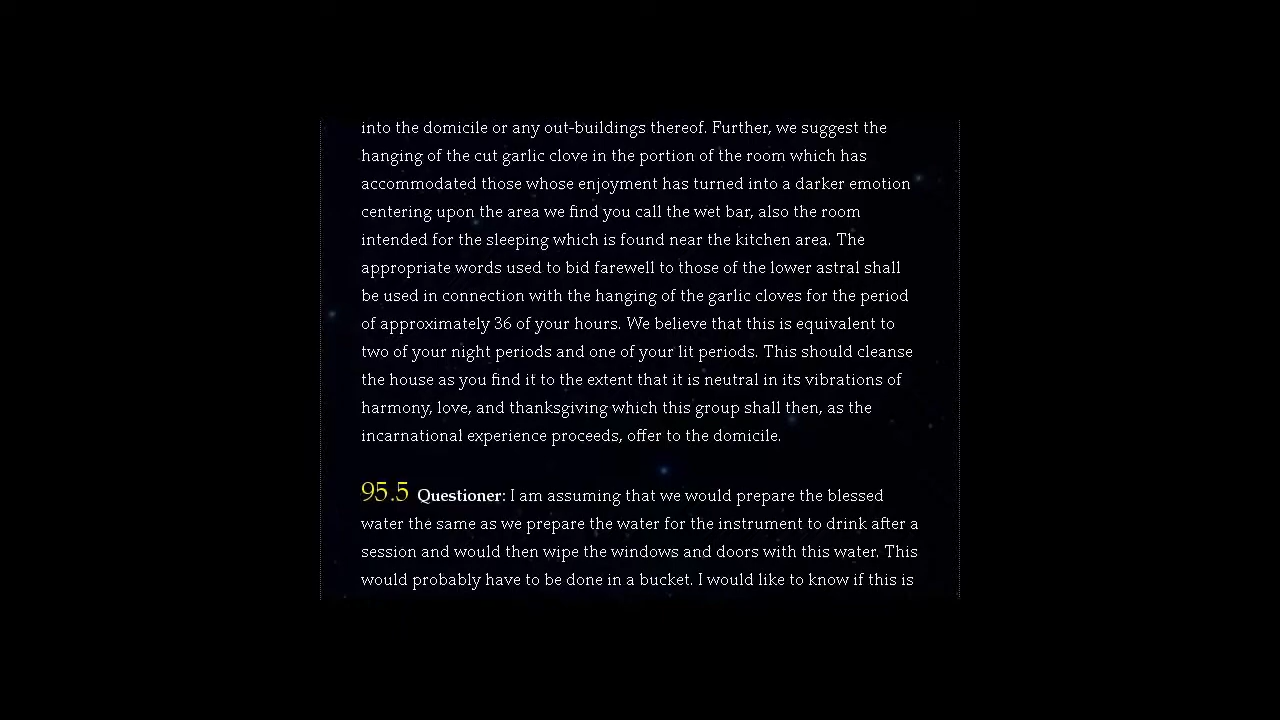 into the domicile or any out-buildings thereof. Further, we suggest the
hanging of the cut garlic clove in the portion of the room which has
accommodated those whose enjoyment has turned into a darker emotion
centering upon the area we find you call the wet bar, also the room
intended for the sleeping which is found near the kitchen area. The
appropriate words used to bid farewell to those of the lower astral shall
be used in connection with the hanging of the garlic cloves for the period
of approximately 36 of your hours. We believe that this is equivalent to
two of your night periods and one of your lit periods. This should cleanse
the house as you find it to the extent that it is neutral in its vibrations of
harmony, love, and thanksgiving which this group shall then, as the
incarnational experience proceeds, offer to the domicile.
95.5 Questioner: I am assuming that we would prepare the blessed
water the same as we prepare the water for the instrument to drink after a
session and would then wipe the windows and doors with this water. This
would probably have to be done in a bucket. I would like to know if this is